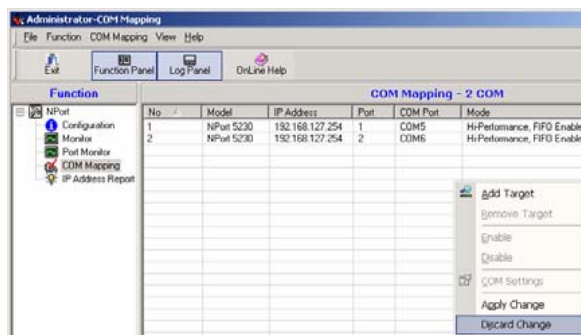 Administrator-COM Mapping
File Function COM Mapping View Help
Exit Function Panel Log Panel OnLine Help
Function
COM Mapping - 2 COM
NPort
Configuration
Monitor
Port Monitor
COM Mapping
IP Address Report
No Model IP Address Port COM Port Mode
1 NPort 5230 192.168.127.254 1 COM5 Hi-Performance, FIFO Enable
2 NPort 5230 192.168.127.254 2 COM6 Hi-Performance, FIFO Enable
Add Target
Remove Target
Enable
Disable
COM Settings
Apply Change
Discard Change